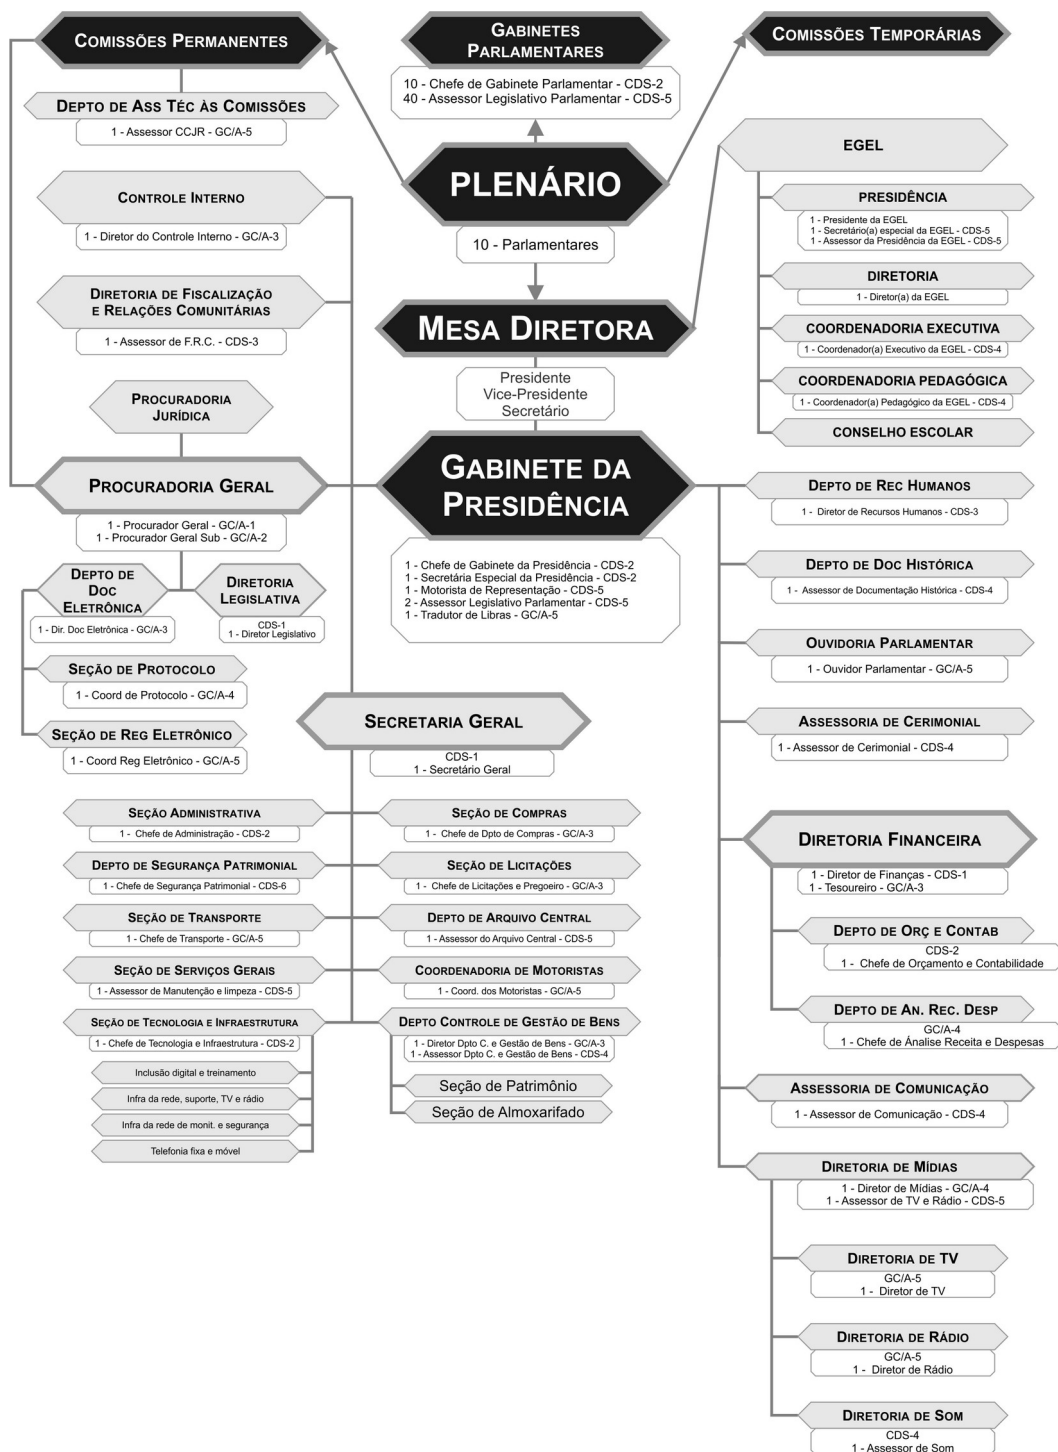 COMISSÕES PERMANENTES
GABINETES
PARLAMENTARES
10 - Chefe de Gabinete Parlamentar - CDS-2
40 - Assessor Legislativo Parlamentar - CDS-5
COMISSÕES TEMPORÁRIAS
DEPTO DE ASS TÉC ÀS COMISSÕES
1 - Assessor CCJR - GC/A-5
PLENÁRIO
10 - Parlamentares
EGEL
PRESIDÊNCIA
1 - Presidente da EGEL
1 - Secretário(a) especial da EGEL - CDS-5
1 - Assessor da Presidência da EGEL - CDS-5
DIRETORIA
1 - Diretor(a) da EGEL
COORDENADORIA EXECUTIVA
1 - Coordenador(a) Executivo da EGEL - CDS-4
COORDENADORIA PEDAGÓGICA
1 - Coordenador(a) Pedagógico da EGEL - CDS-4
CONSELHO ESCOLAR
CONTROLE INTERNO
1 - Diretor do Controle Interno - GC/A-3
DIRETORIA DE FISCALIZAÇÃO
E RELAÇÕES COMUNITÁRIAS
1 - Assessor de F.R.C. - CDS-3
MESA DIRETORA
Presidente
Vice-Presidente
Secretário
PROCURADORIA
JURÍDICA
PROCURADORIA GERAL
1 - Procurador Geral - GC/A-1
1 - Procurador Geral Sub - GC/A-2
GABINETE DA
PRESIDÊNCIA
1 - Chefe de Gabinete da Presidência - CDS-2
1 - Secretária Especial da Presidência - CDS-2
1 - Motorista de Representação - CDS-5
2 - Assessor Legislativo Parlamentar - CDS-5
1 - Tradutor de Libras - GC/A-5
DEPTO DE
DOC
ELETRÔNICA
1 - Dir. Doc Eletrônica - GC/A-3
DIRETORIA
LEGISLATIVA
CDS-1
1 - Diretor Legislativo
SEÇÃO DE PROTOCOLO
1 - Coord de Protocolo - GC/A-4
SEÇÃO DE REG ELETRÔNICO
1 - Coord Reg Eletrônico - GC/A-5
DEPTO DE REC HUMANOS
1 - Diretor de Recursos Humanos - CDS-3
DEPTO DE DOC HISTÓRICA
1 - Assessor de Documentação Histórica - CDS-4
OUVIDORIA PARLAMENTAR
1 - Ouvidor Parlamentar - GC/A-5
ASSESSORIA DE CERIMONIAL
1 - Assessor de Cerimonial - CDS-4
SECRETARIA GERAL
CDS-1
1 - Secretário Geral
SEÇÃO ADMINISTRATIVA
1 - Chefe de Administração - CDS-2
SEÇÃO DE COMPRAS
1 - Chefe de Dpto de Compras - GC/A-3
DEPTO DE SEGURANÇA PATRIMONIAL
1 - Chefe de Segurança Patrimonial - CDS-6
SEÇÃO DE LICITAÇÕES
1 - Chefe de Licitações e Pregoeiro - GC/A-3
SEÇÃO DE TRANSPORTE
1 - Chefe de Transporte - GC/A-5
DEPTO DE ARQUIVO CENTRAL
1 - Assessor do Arquivo Central - CDS-5
SEÇÃO DE SERVIÇOS GERAIS
1 - Assessor de Manutenção e limpeza - CDS-5
COORDENADORIA DE MOTORISTAS
1 - Coord. dos Motoristas - GC/A-5
SEÇÃO DE TECNOLOGIA E INFRAESTRUTURA
1 - Chefe de Tecnologia e Infraestrutura - CDS-2
Inclusão digital e treinamento
Infra da rede, suporte, TV e rádio
Infra da rede de monit. e segurança
Telefonia fixa e móvel
DEPTO CONTROLE DE GESTÃO DE BENS
1 - Diretor Dpto C. e Gestão de Bens - GC/A-3
1 - Assessor Dpto C. e Gestão de Bens - CDS-4
Seção de Patrimônio
Seção de Almoxarifado
DIRETORIA FINANCEIRA
1 - Diretor de Finanças - CDS-1
1 - Tesoureiro - GC/A-3
DEPTO DE ORÇ E CONTAB
CDS-2
1 - Chefe de Orçamento e Contabilidade
DEPTO DE AN. REC. DESP
GC/A-4
1 - Chefe de Ánalise Receita e Despesas
ASSESSORIA DE COMUNICAÇÃO
1 - Assessor de Comunicação - CDS-4
DIRETORIA DE MÍDIAS
1 - Diretor de Mídias - GC/A-4
1 - Assessor de TV e Rádio - CDS-5
DIRETORIA DE TV
GC/A-5
1 - Diretor de TV
DIRETORIA DE RÁDIO
GC/A-5
1 - Diretor de Rádio
DIRETORIA DE SOM
CDS-4
1 - Assessor de Som